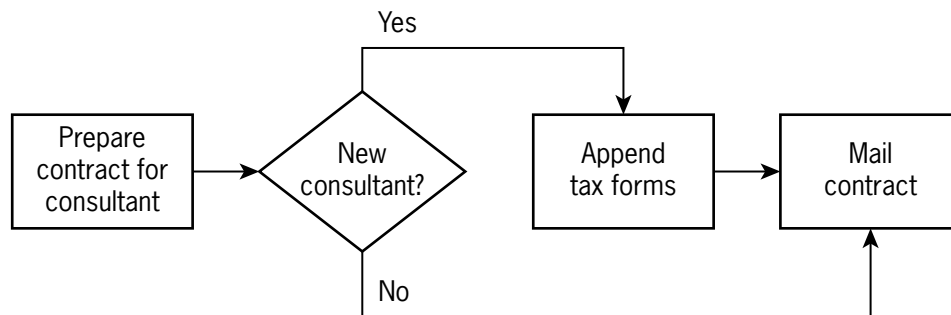 Yes
Prepare
contract for
consultant
New
consultant?
Append
tax forms
Mail
contract
No